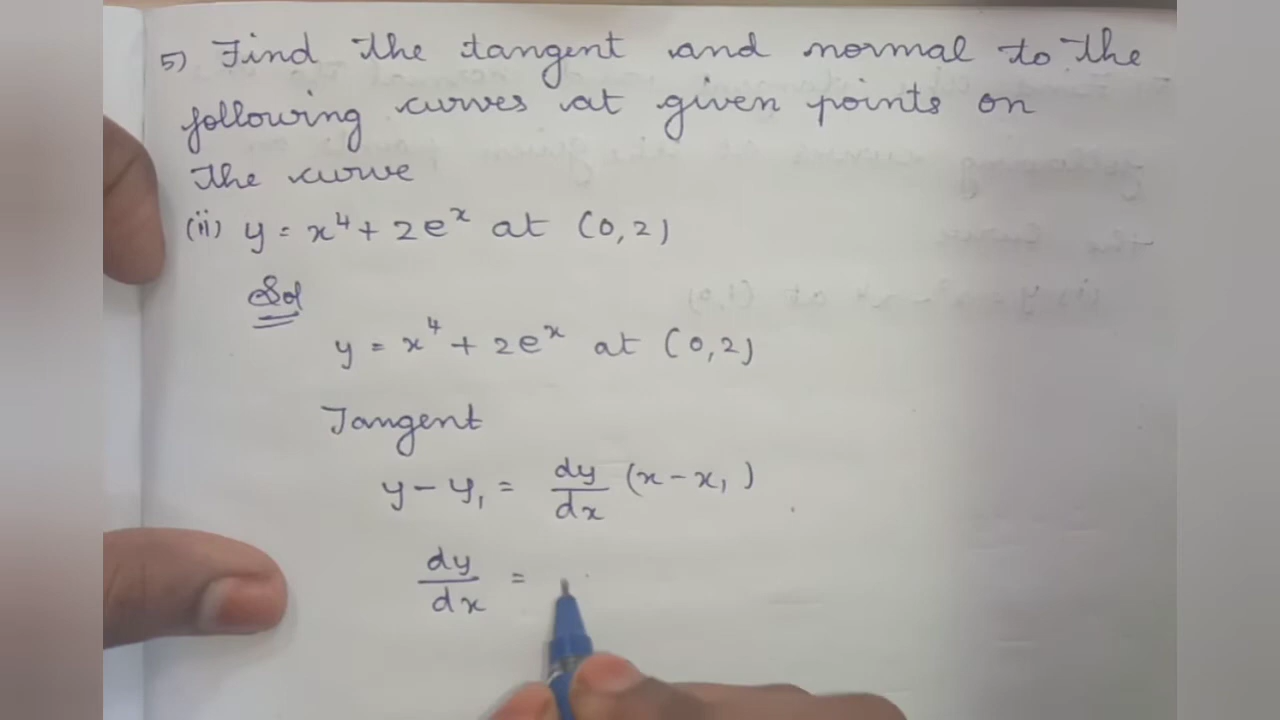 5) Find the tangent and normal to the
following curves at given points on
the curve
(ii) y = x⁴ + 2eˣ at (0,2)
Sol
y = x⁴ + 2eˣ at (0,2)
Tangent
y - y₁ = dy/dx (x - x₁)
dy/dx =